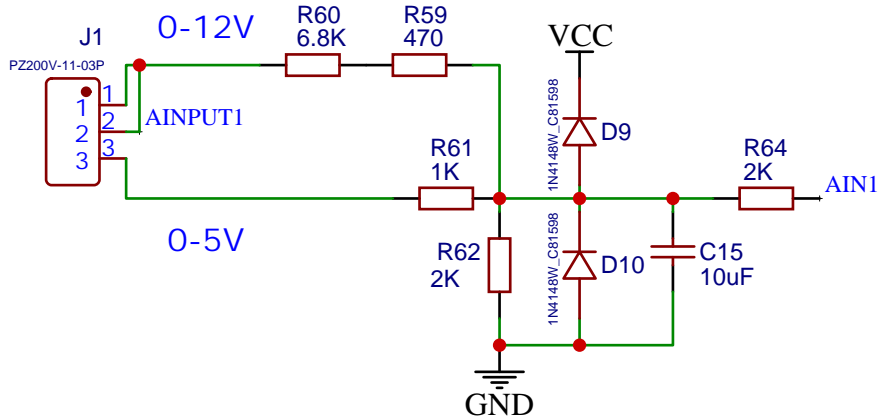 J1
PZ200V-11-03P
1
1
2
2
3
3
AINPUT1
0-12V
R60
6.8K
R59
470
VCC
1N4148W_C81598
D9
R61
1K
R64
2K
AIN1
0-5V
R62
2K
1N4148W_C81598
D10
C15
10uF
GND